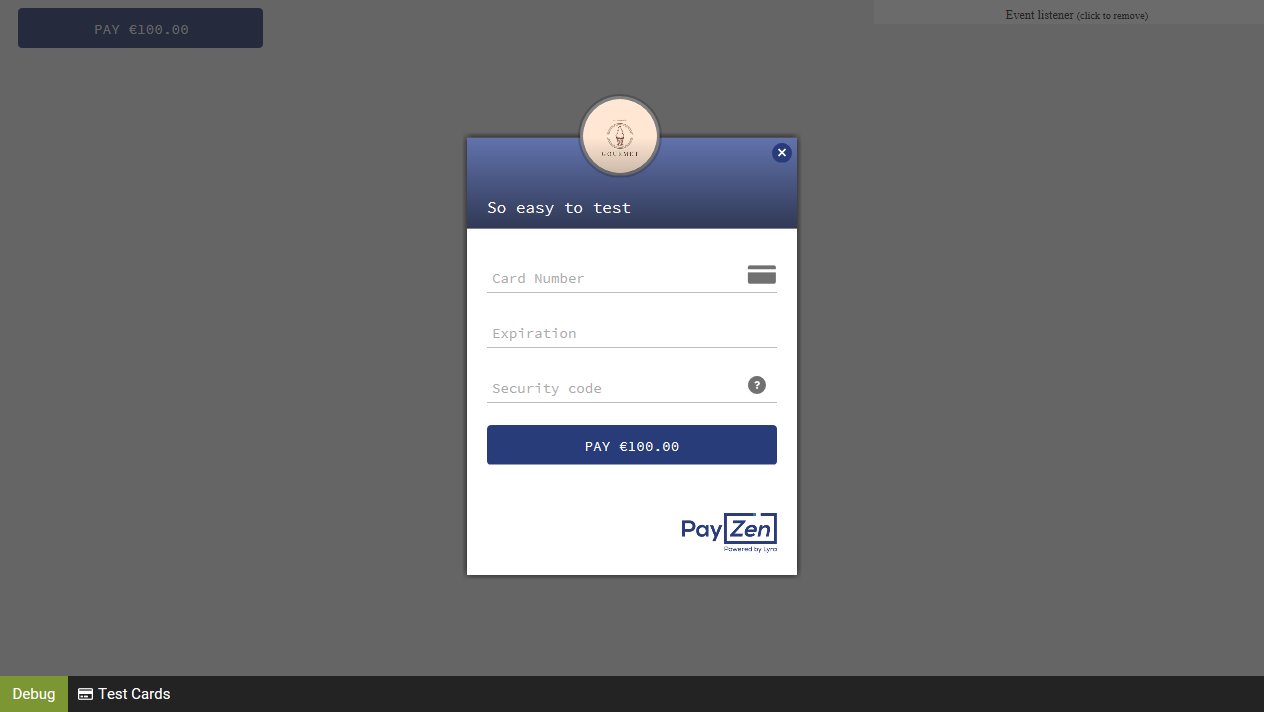 PAY €100.00
Event listener (click to remove)
GOURMET
So easy to test
Card Number
Expiration
Security code
?
PAY €100.00
PayZen
Powered by Lyra
Debug
Test Cards